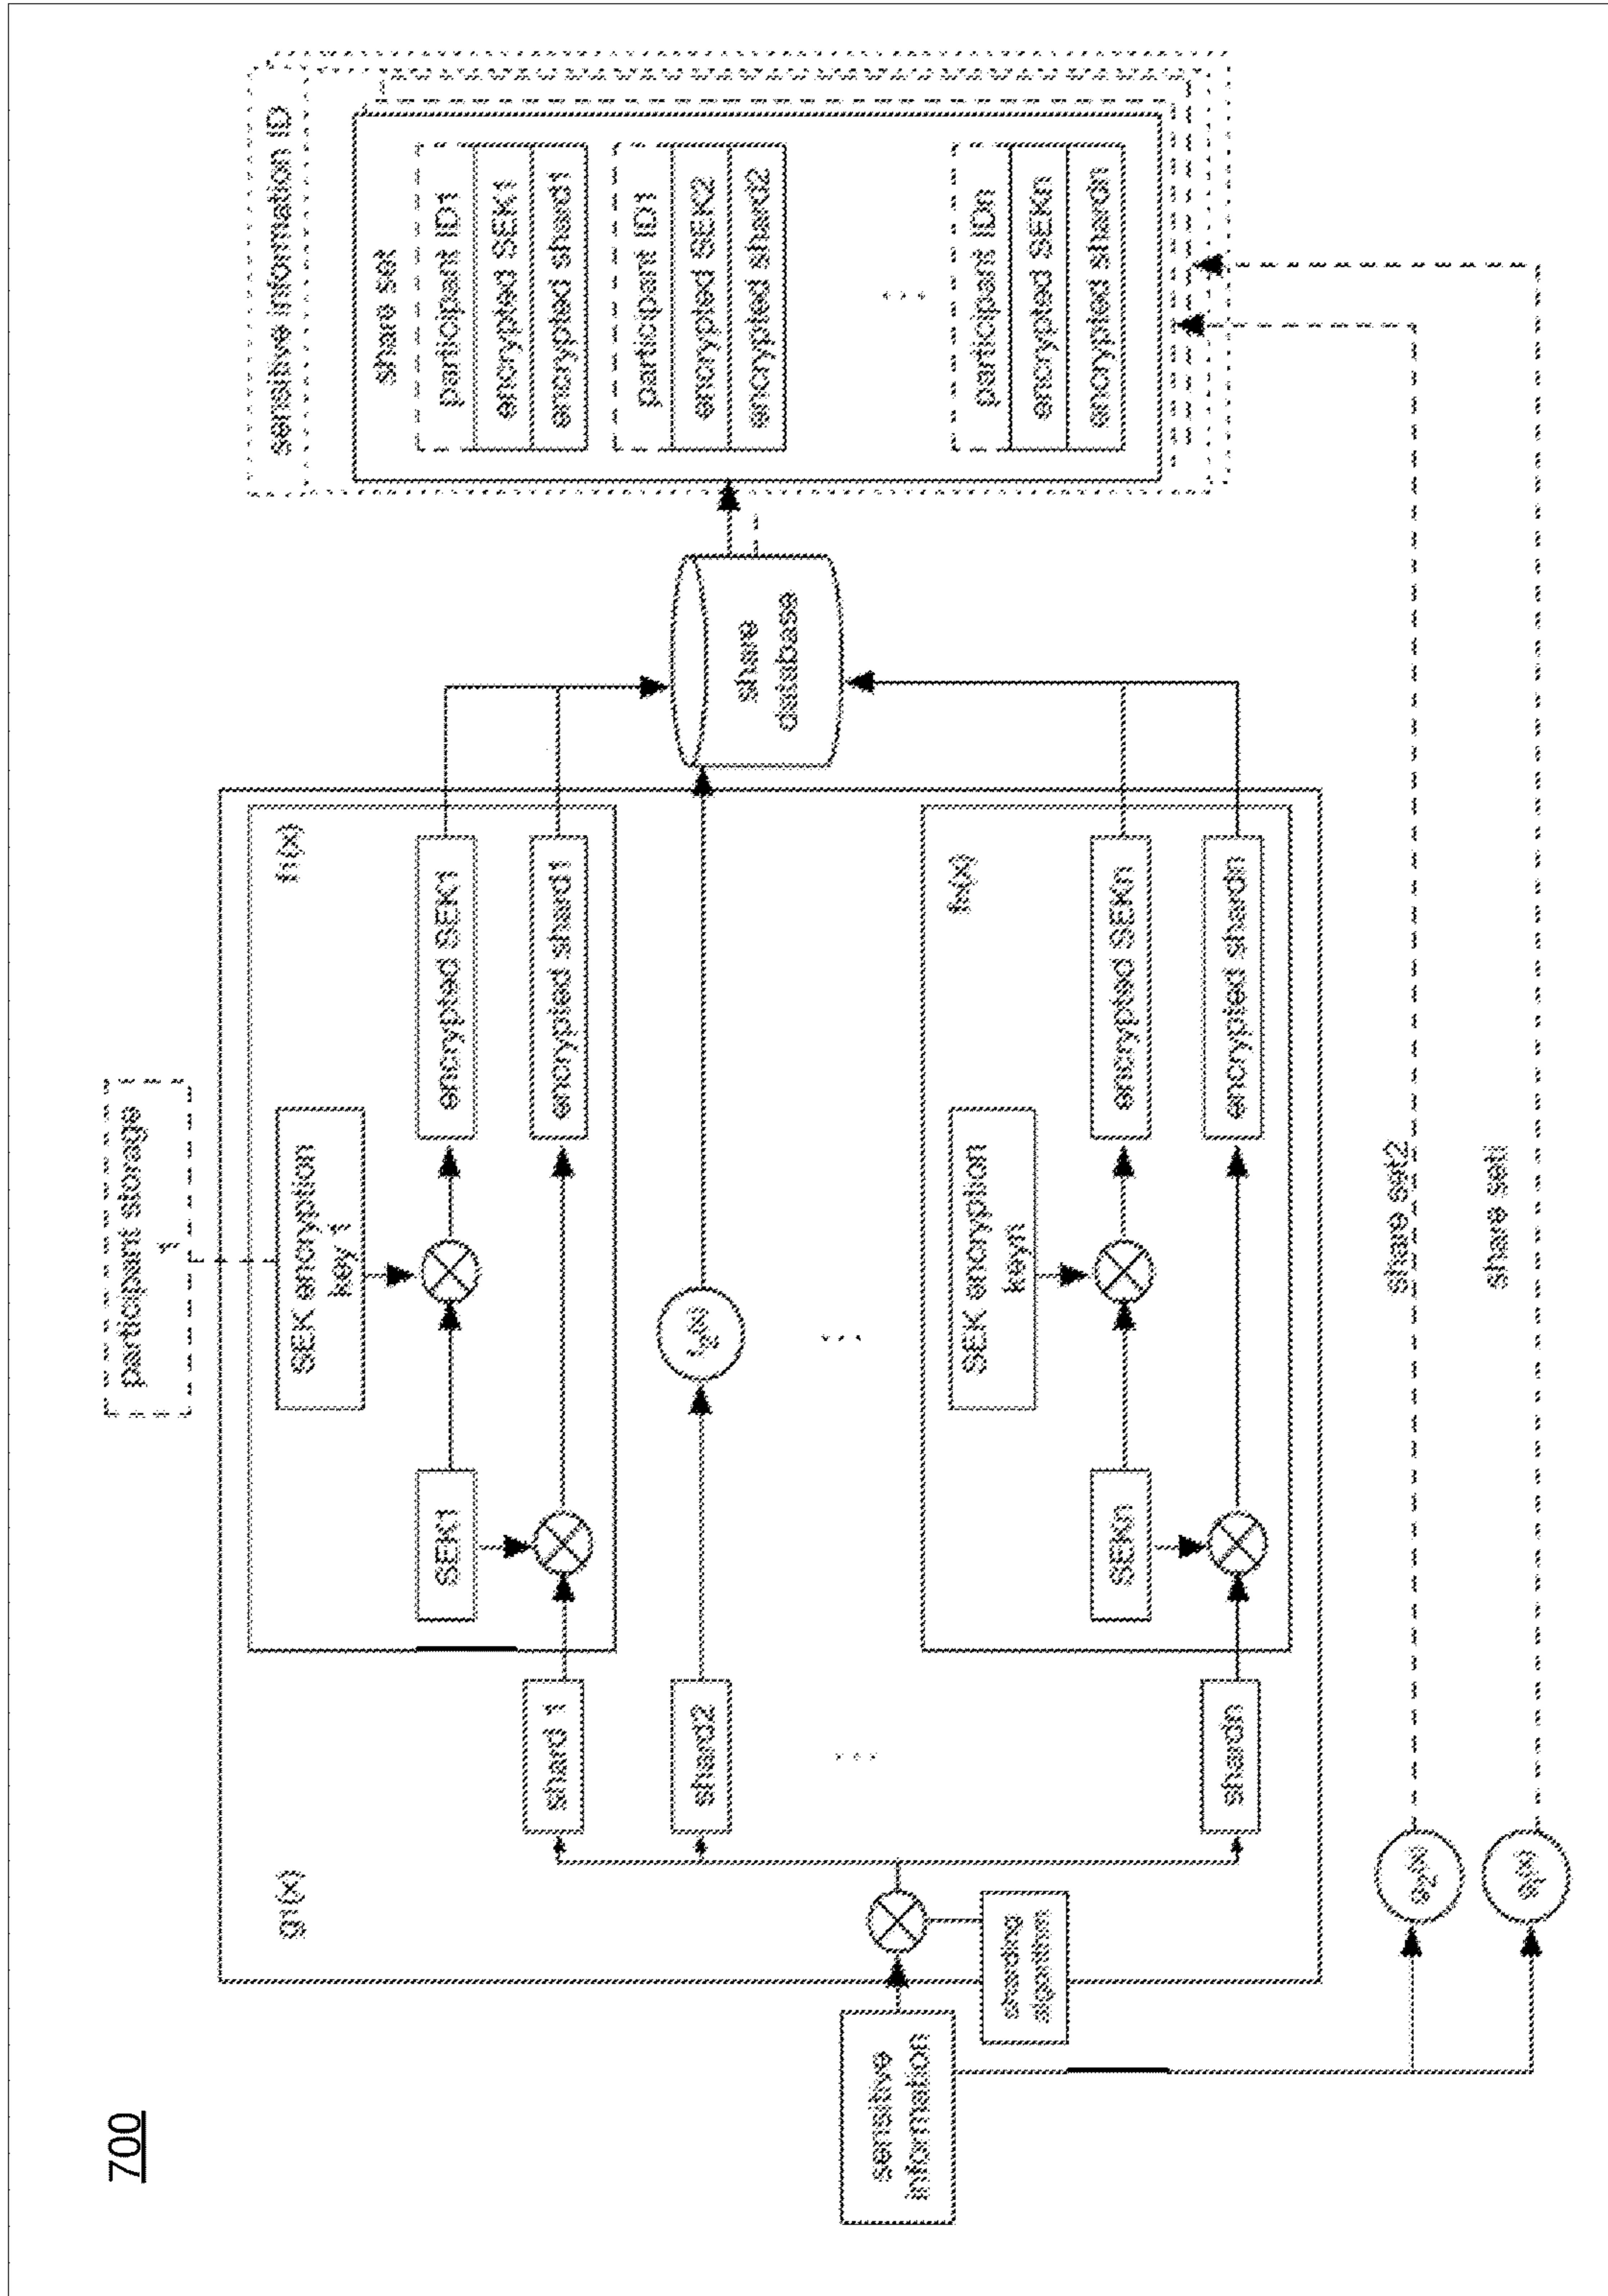 700
sensitive
information
sharding
algorithm
g1(x)
shard 1
shard2
...
shardn
SEK1
SEK encryption
key 1
participant storage
1
encrypted SEK1
encrypted shard1
...
SEKn
SEK encryption
keyn
encrypted SEKn
encrypted shardn
share
database
sensitive information ID
share set
participant ID1
encrypted SEK1
encrypted shard1
participant ID1
encrypted SEK2
encrypted shard2
...
participant IDn
encrypted SEKn
encrypted shardn
share set2
share seti